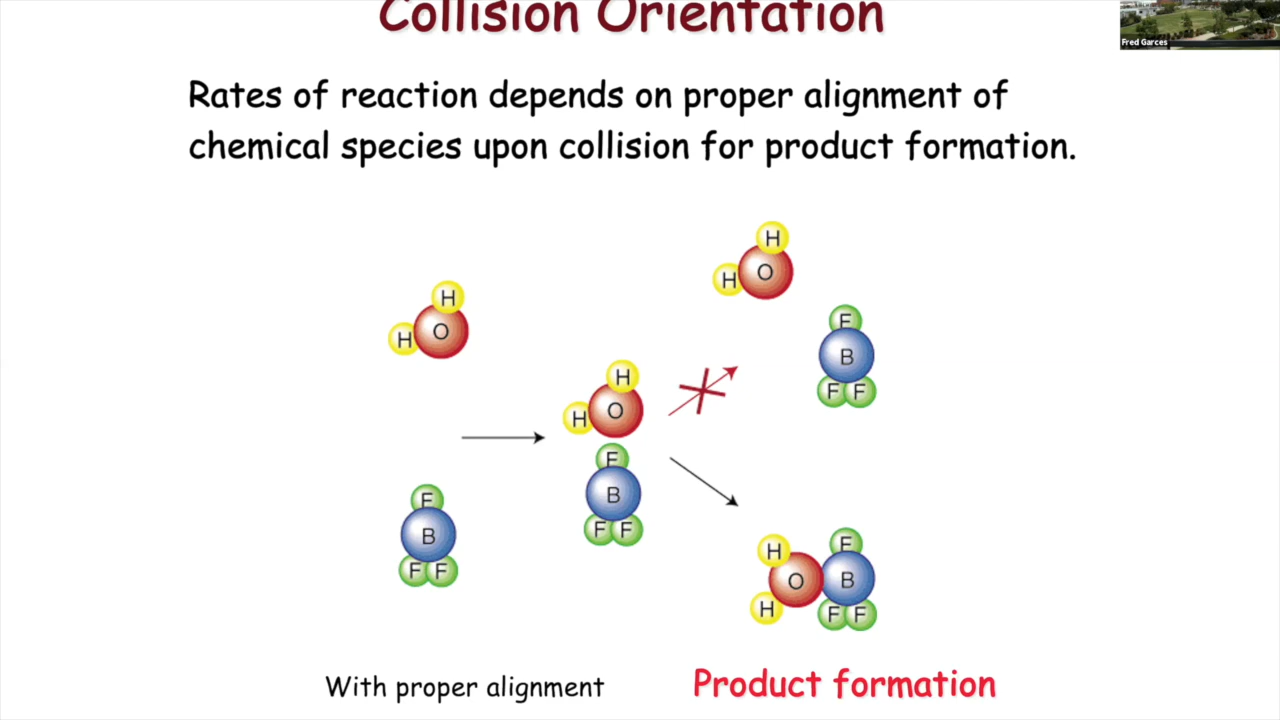 Collision Orientation
Fred Garces
Rates of reaction depends on proper alignment of
chemical species upon collision for product formation.
H
H O
F
B
F F
H
H O
F
B
F F
H
H O
F
B
F F
H
O
H
F
B
F F
With proper alignment
Product formation